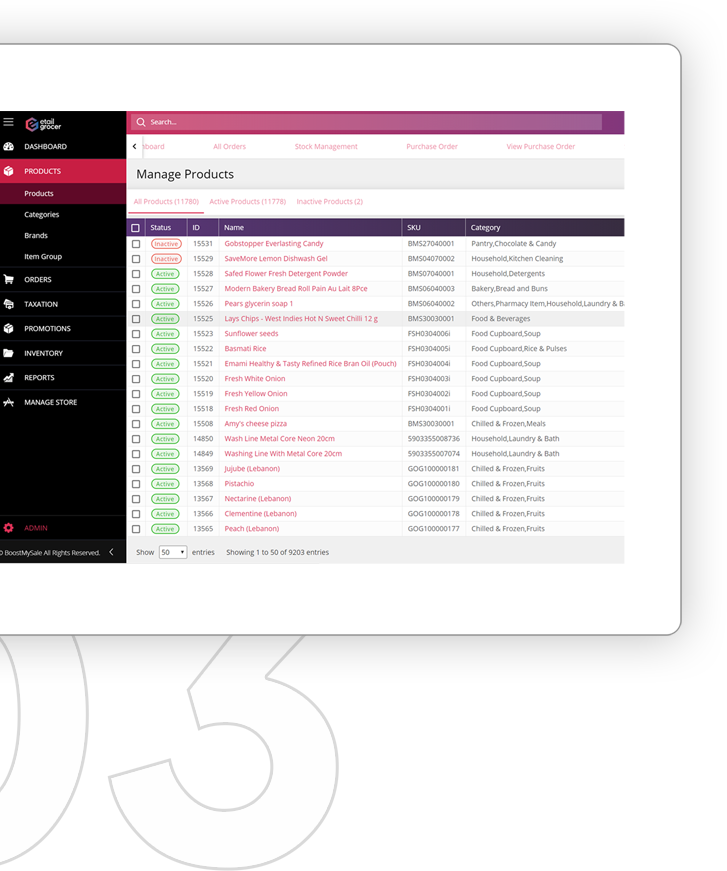 etail
grocer
Search...
DASHBOARD
PRODUCTS
Products
Categories
Brands
Item Group
ORDERS
TAXATION
PROMOTIONS
INVENTORY
REPORTS
MANAGE STORE
ADMIN
© BoostMySale All Rights Reserved.
hboard All Orders Stock Management Purchase Order View Purchase Order
Manage Products
All Products (11780) Active Products (11778) Inactive Products (2)
Status ID Name SKU Category
Inactive 15531 Gobstopper Everlasting Candy BMS27040001 Pantry,Chocolate & Candy
Inactive 15529 SaveMore Lemon Dishwash Gel BMS04070002 Household,Kitchen Cleaning
Active 15528 Safed Flower Fresh Detergent Powder BMS07040001 Household,Detergents
Active 15527 Modern Bakery Bread Roll Pain Au Lait 8Pce BMS06040003 Bakery,Bread and Buns
Active 15526 Pears glycerin soap 1 BMS06040002 Others,Pharmacy Item,Household,Laundry & B
Active 15525 Lays Chips - West Indies Hot N Sweet Chilli 12 g BMS30030001 Food & Beverages
Active 15523 Sunflower seeds FSH0304006i Food Cupboard,Soup
Active 15522 Basmati Rice FSH0304005i Food Cupboard,Rice & Pulses
Active 15521 Emami Healthy & Tasty Refined Rice Bran Oil (Pouch) FSH0304004i Food Cupboard,Soup
Active 15520 Fresh White Onion FSH0304003i Food Cupboard,Soup
Active 15519 Fresh Yellow Onion FSH0304002i Food Cupboard,Soup
Active 15518 Fresh Red Onion FSH0304001i Food Cupboard,Soup
Active 15508 Amy's cheese pizza BMS30030001 Chilled & Frozen,Meals
Active 14850 Wash Line Metal Core Neon 20cm 5903355008736 Household,Laundry & Bath
Active 14849 Washing Line With Metal Core 20cm 5903355007074 Household,Laundry & Bath
Active 13569 Jujube (Lebanon) GOG100000181 Chilled & Frozen,Fruits
Active 13568 Pistachio GOG100000180 Chilled & Frozen,Fruits
Active 13567 Nectarine (Lebanon) GOG100000179 Chilled & Frozen,Fruits
Active 13566 Clementine (Lebanon) GOG100000178 Chilled & Frozen,Fruits
Active 13565 Peach (Lebanon) GOG100000177 Chilled & Frozen,Fruits
Show 50 entries Showing 1 to 50 of 9203 entries
03